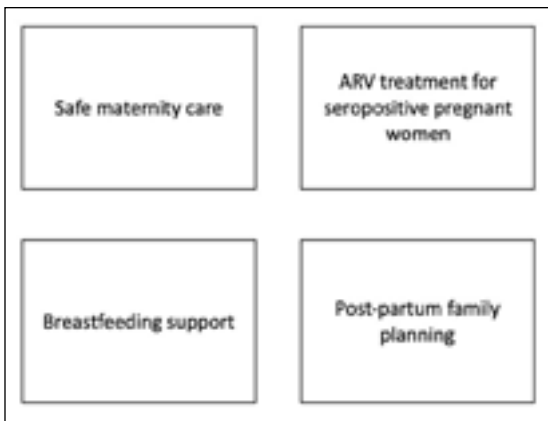 Safe maternity care
ARV treatment for
seropositive pregnant
women
Breastfeeding support
Post-partum family
planning